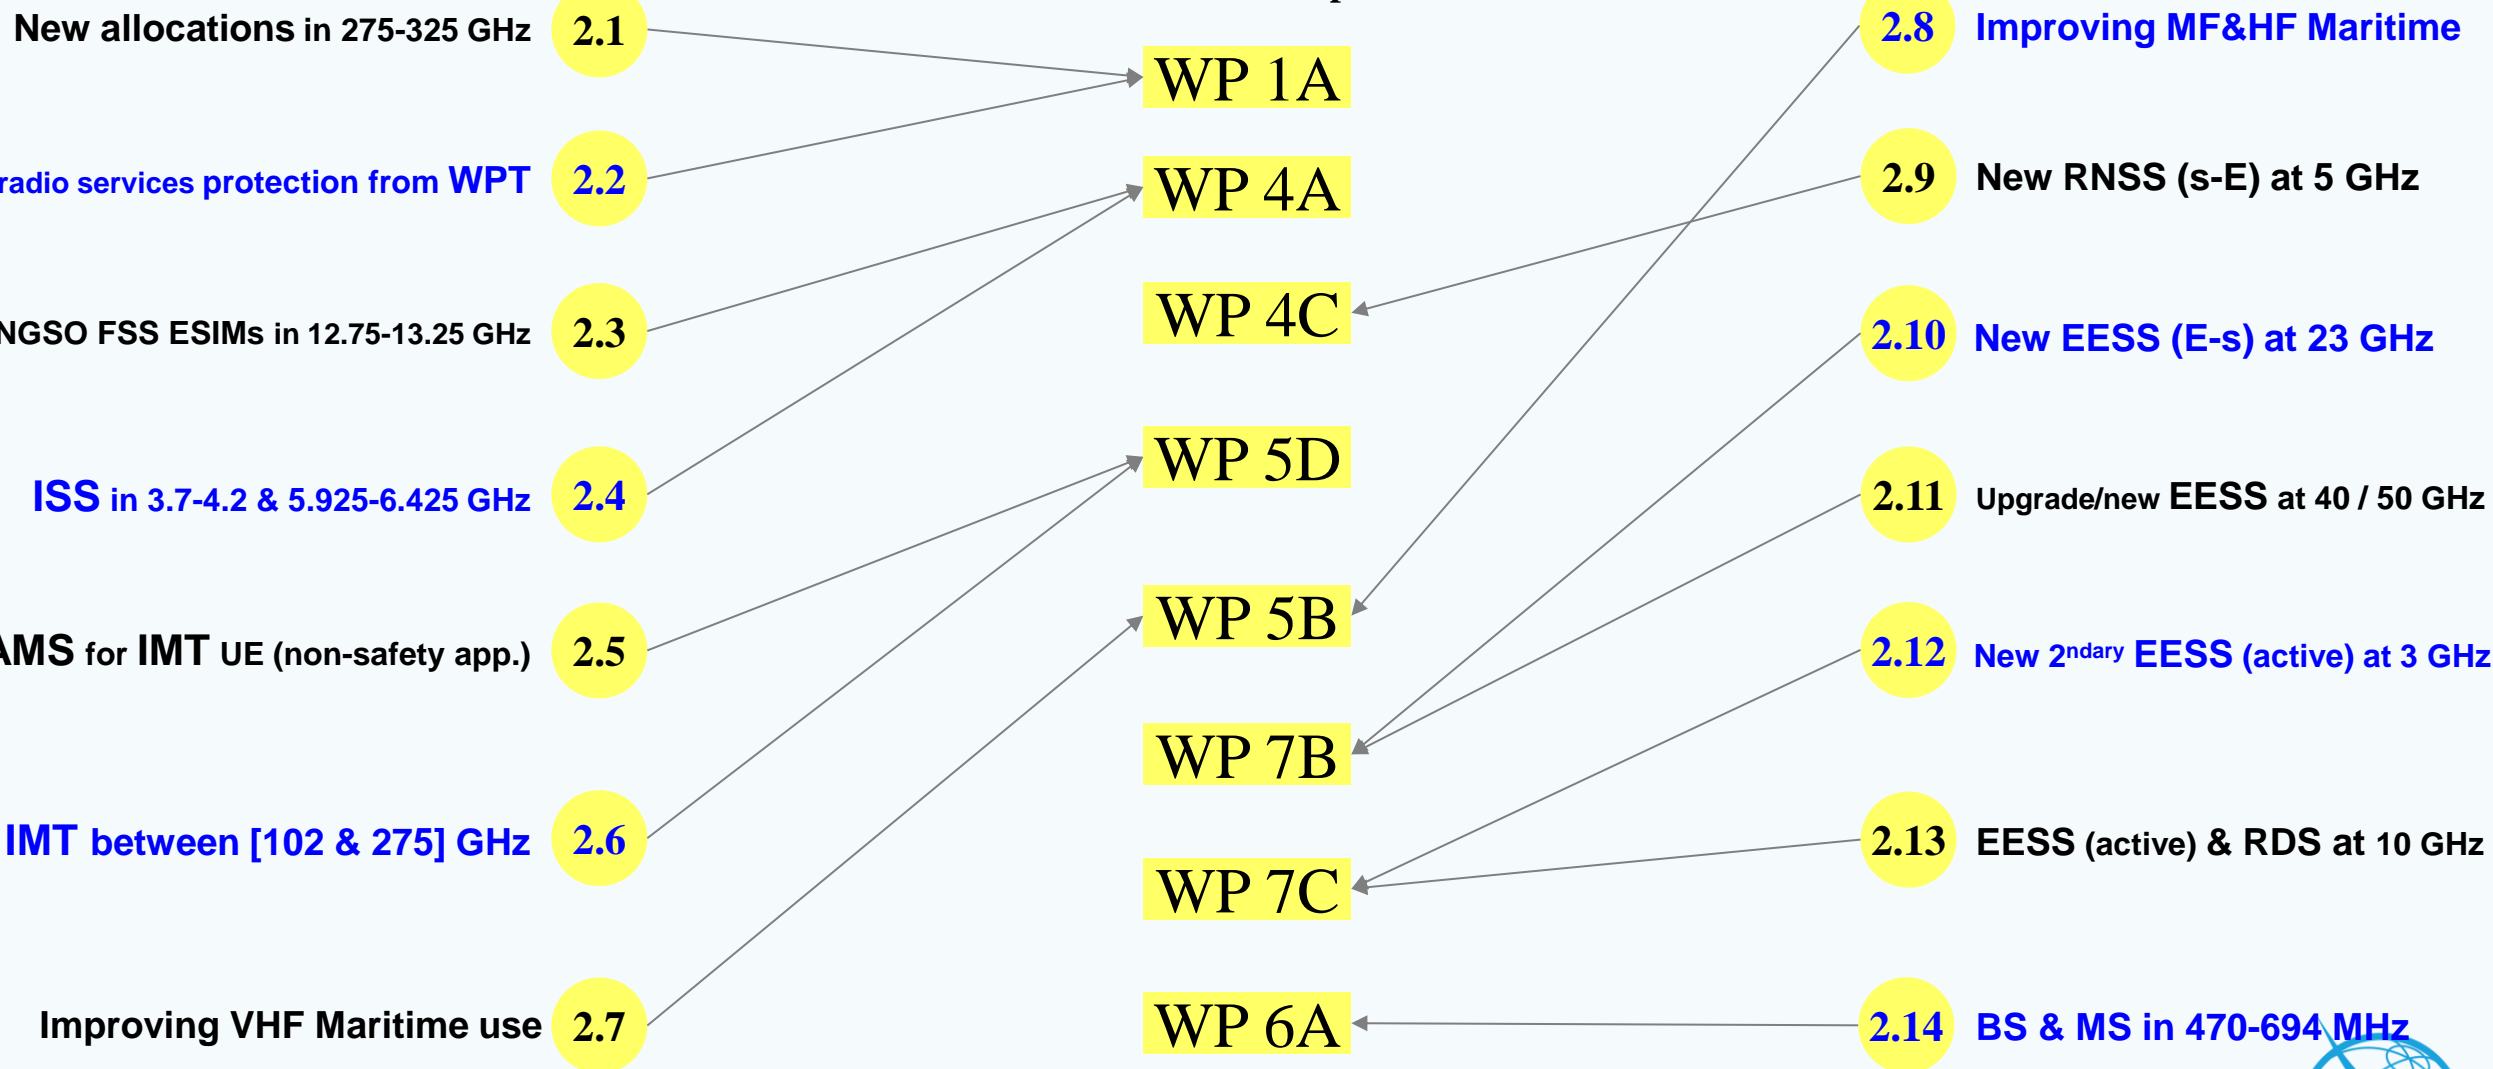 New allocations in 275-325 GHz 2.1
radio services protection from WPT 2.2
NGSO FSS ESIMs in 12.75-13.25 GHz 2.3
ISS in 3.7-4.2 & 5.925-6.425 GHz 2.4
AMS for IMT UE (non-safety app.) 2.5
IMT between [102 & 275] GHz 2.6
Improving VHF Maritime use 2.7
WP 1A
WP 4A
WP 4C
WP 5D
WP 5B
WP 7B
WP 7C
WP 6A
2.8 Improving MF&HF Maritime
2.9 New RNSS (s-E) at 5 GHz
2.10 New EESS (E-s) at 23 GHz
2.11 Upgrade/new EESS at 40 / 50 GHz
2.12 New 2ndary EESS (active) at 3 GHz
2.13 EESS (active) & RDS at 10 GHz
2.14 BS & MS in 470-694 MHz